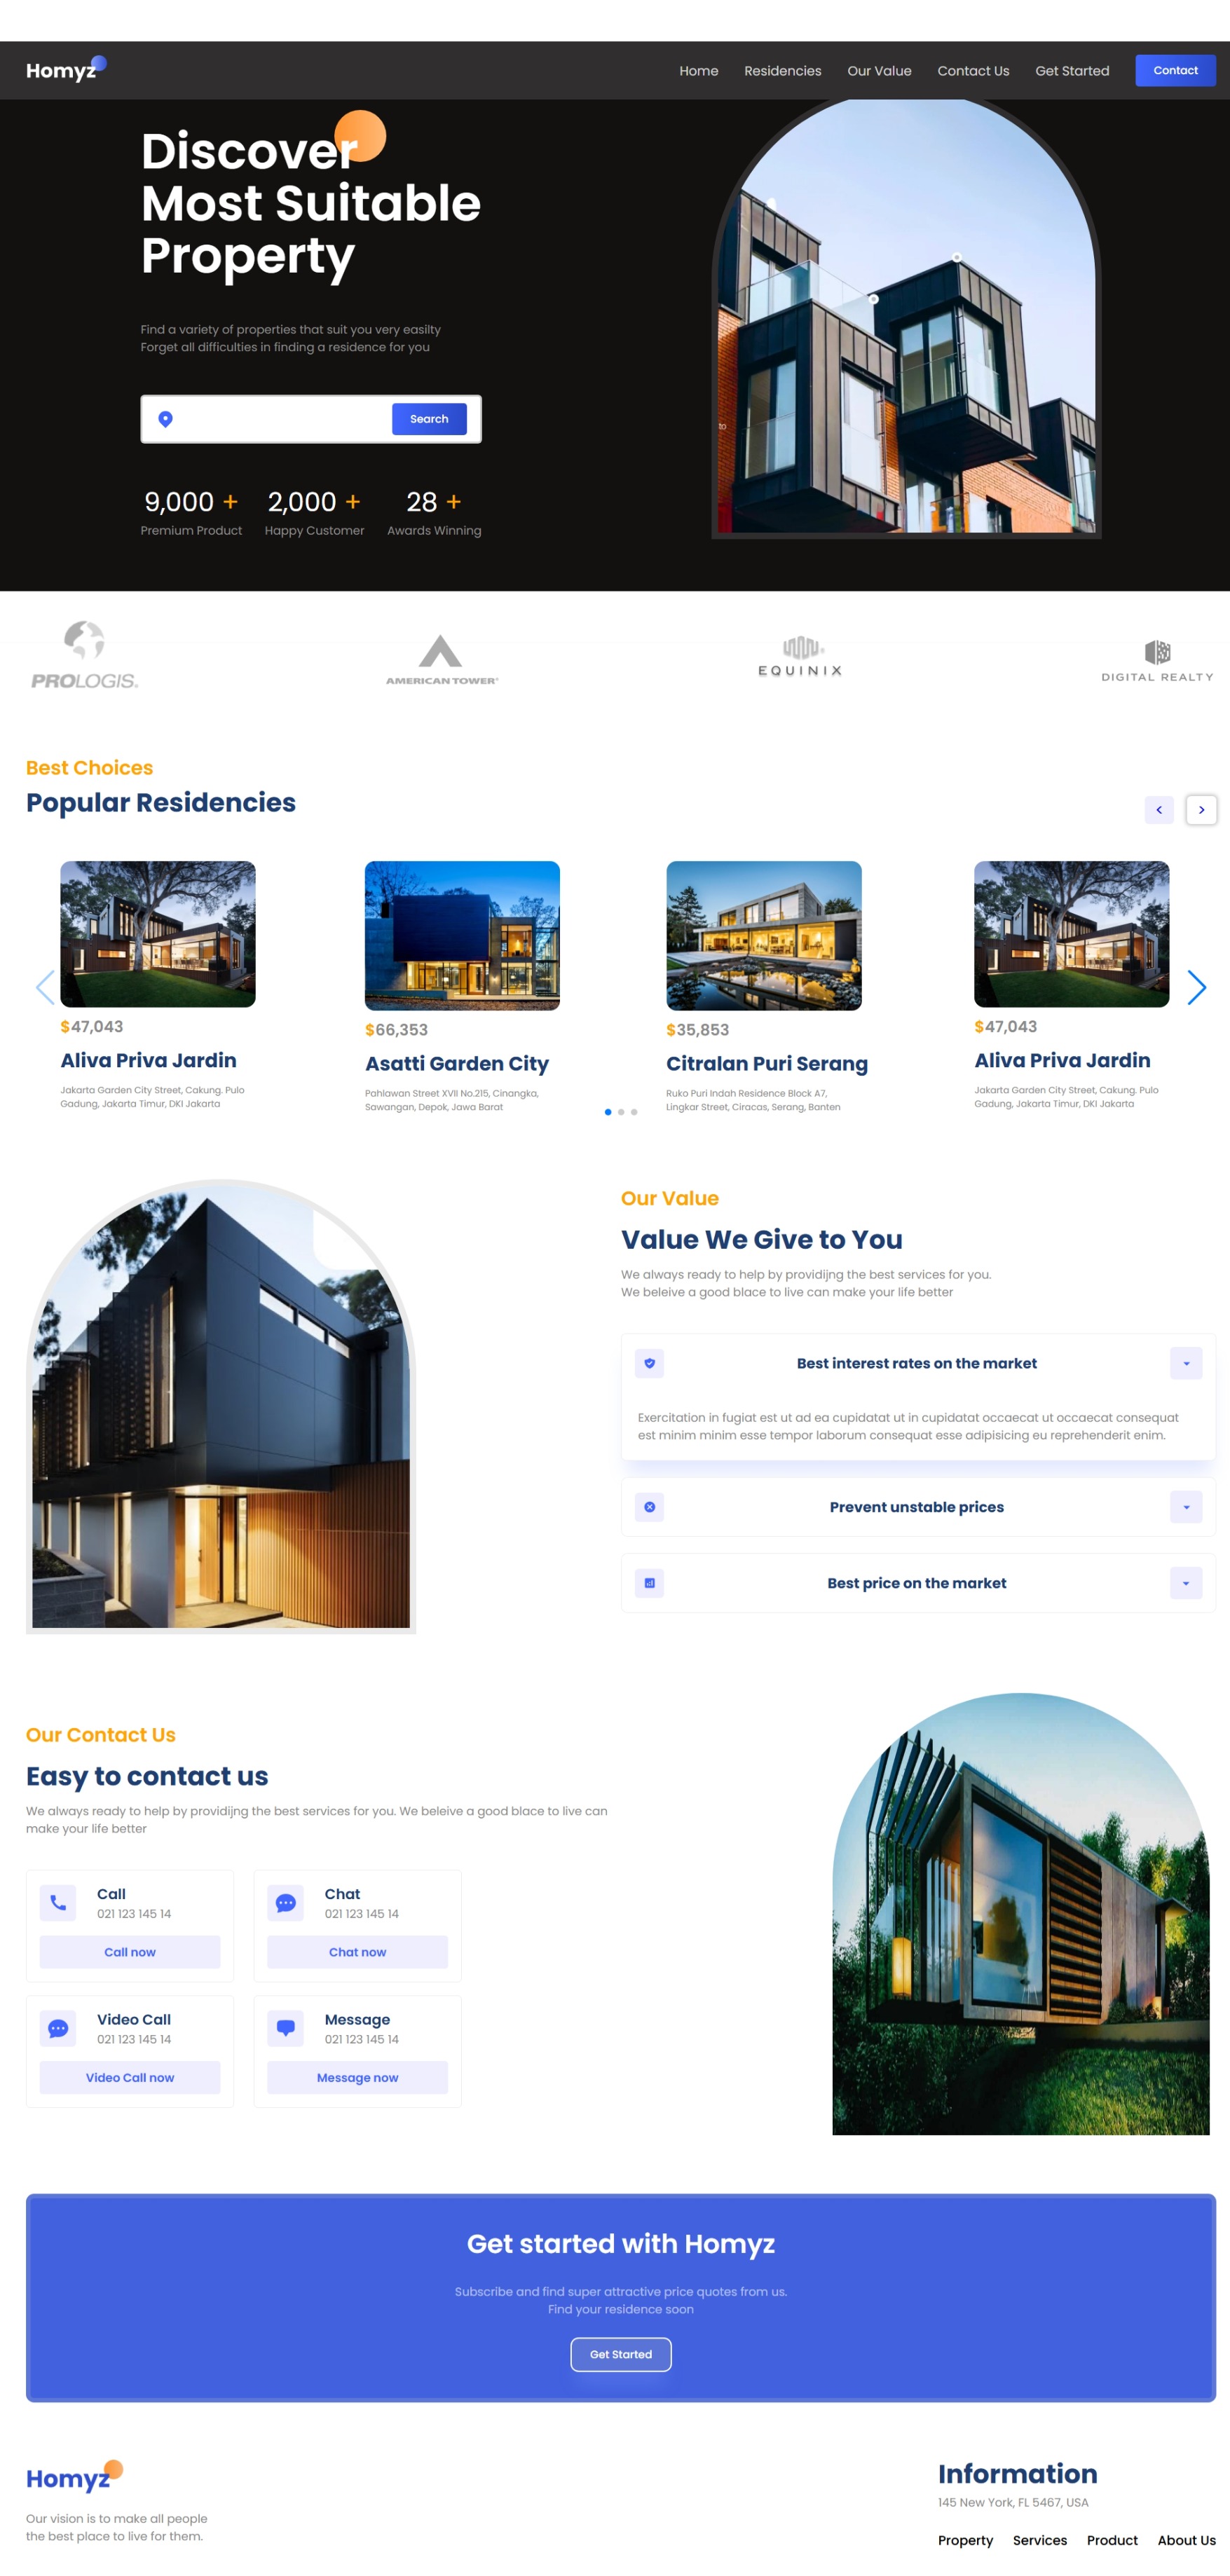 Homyz
Home Residencies Our Value Contact Us Get Started Contact
Discover
Most Suitable
Property
Find a variety of properties that suit you very easilty
Forget all difficulties in finding a residence for you
Search
9,000 + 2,000 + 28 +
Premium Product Happy Customer Awards Winning
to
PROLOGIS. AMERICAN TOWER® EQUINIX DIGITAL REALTY
Best Choices
Popular Residencies
< >
$47,043
Aliva Priva Jardin
Jakarta Garden City Street, Cakung. Pulo
Gadung, Jakarta Timur, DKI Jakarta
$66,353
Asatti Garden City
Pahlawan Street XVII No.215, Cinangka,
Sawangan, Depok, Jawa Barat
$35,853
Citralan Puri Serang
Ruko Puri Indah Residence Block A7,
Lingkar Street, Ciracas, Serang, Banten
$47,043
Aliva Priva Jardin
Jakarta Garden City Street, Cakung. Pulo
Gadung, Jakarta Timur, DKI Jakarta
Our Value
Value We Give to You
We always ready to help by providijng the best services for you.
We beleive a good blace to live can make your life better
Best interest rates on the market
Exercitation in fugiat est ut ad ea cupidatat ut in cupidatat occaecat ut occaecat consequat
est minim minim esse tempor laborum consequat esse adipisicing eu reprehenderit enim.
Prevent unstable prices
Best price on the market
Our Contact Us
Easy to contact us
We always ready to help by providijng the best services for you. We beleive a good blace to live can
make your life better
Call
021 123 145 14
Call now
Chat
021 123 145 14
Chat now
Video Call
021 123 145 14
Video Call now
Message
021 123 145 14
Message now
Get started with Homyz
Subscribe and find super attractive price quotes from us.
Find your residence soon
Get Started
Homyz
Our vision is to make all people
the best place to live for them.
Information
145 New York, FL 5467, USA
Property Services Product About Us